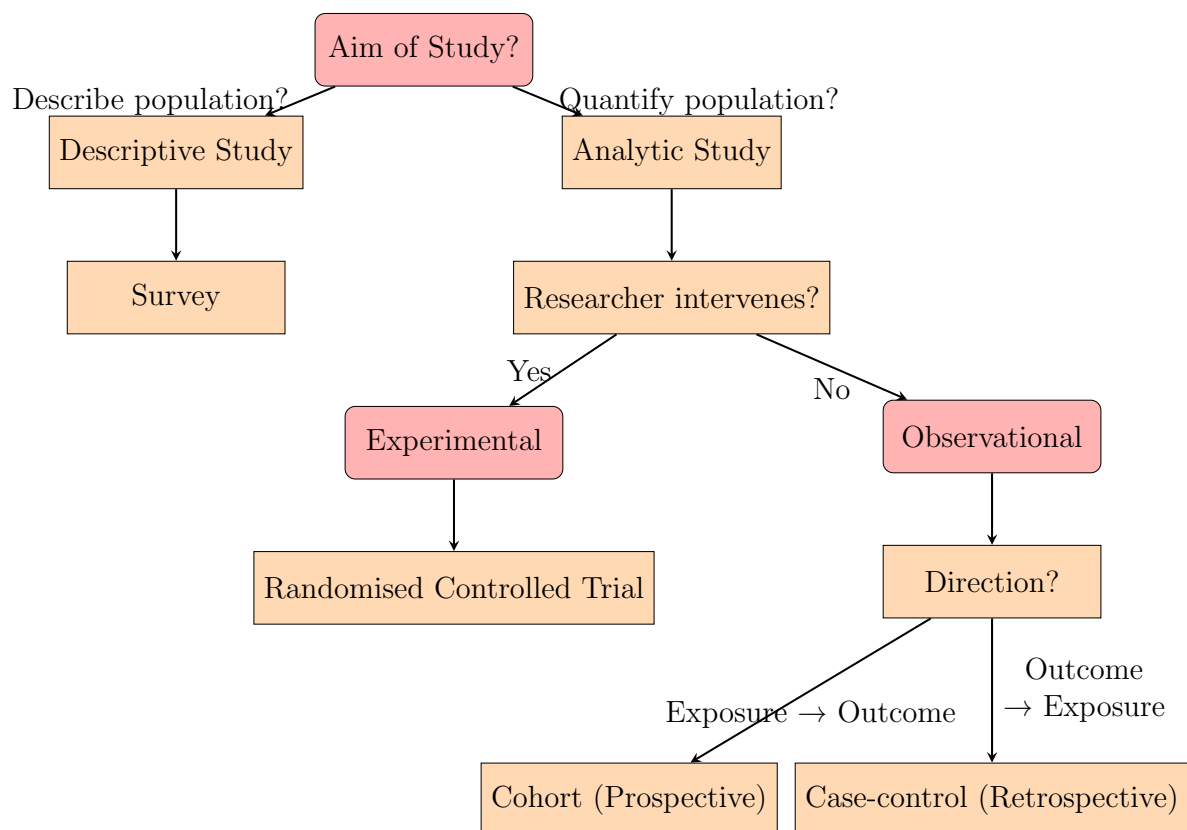 Aim of Study?
Describe population?
Quantify population?
Descriptive Study
Analytic Study
Survey
Researcher intervenes?
Yes
No
Experimental
Observational
Randomised Controlled Trial
Direction?
Exposure → Outcome
Outcome
→ Exposure
Cohort (Prospective)
Case-control (Retrospective)